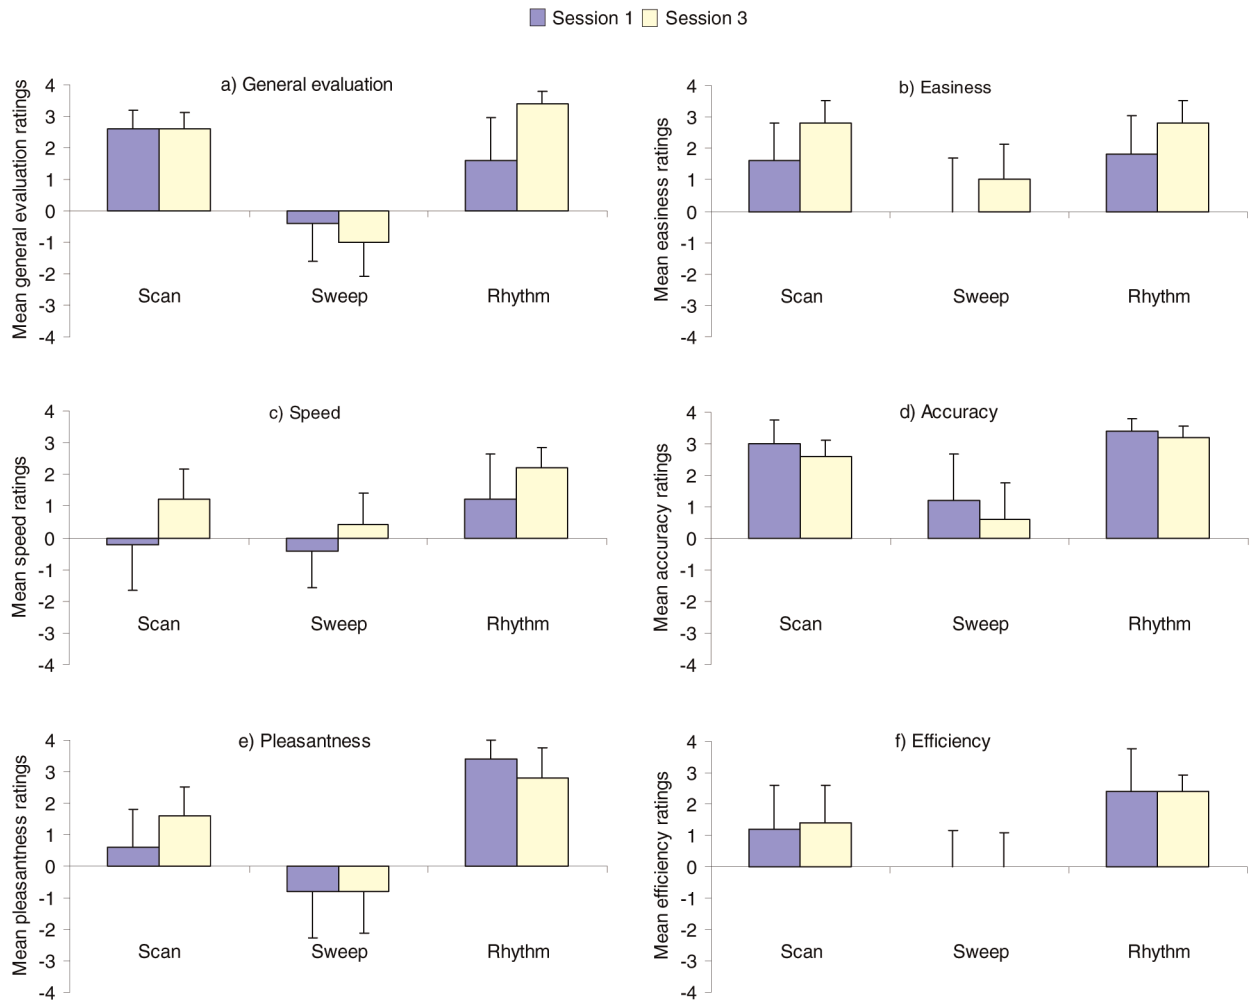 Session 1 Session 3
a) General evaluation
Mean general evaluation ratings
4
3
2
1
0
-1
-2
-3
-4
Scan Sweep Rhythm
b) Easiness
Mean easiness ratings
4
3
2
1
0
-1
-2
-3
-4
Scan Sweep Rhythm
c) Speed
Mean speed ratings
4
3
2
1
0
-1
-2
-3
-4
Scan Sweep Rhythm
d) Accuracy
Mean accuracy ratings
4
3
2
1
0
-1
-2
-3
-4
Scan Sweep Rhythm
e) Pleasantness
Mean pleasantness ratings
4
3
2
1
0
-1
-2
-3
-4
Scan Sweep Rhythm
f) Efficiency
Mean efficiency ratings
4
3
2
1
0
-1
-2
-3
-4
Scan Sweep Rhythm